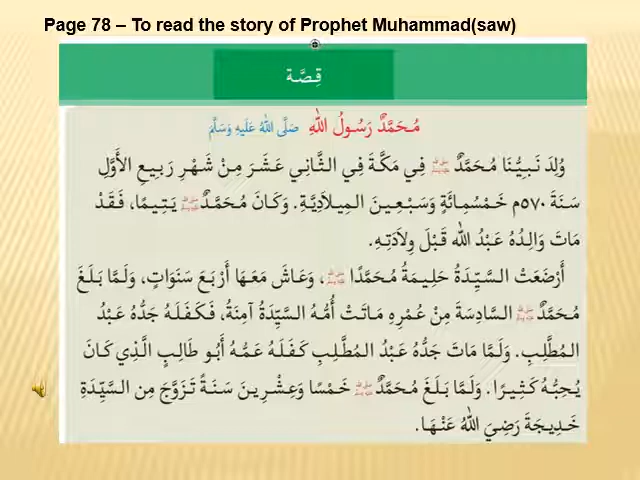 Page 78 – To read the story of Prophet Muhammad(saw)
قِصَّة
مُحَمَّدٌ رَسُولُ اللهِ صَلَّى اللهُ عَلَيْهِ وَسَلَّمَ
وُلِدَ نَبِيُّنَا مُحَمَّدٌ ﷺ فِي مَكَّةَ فِي الثَّانِي عَشَرَ مِنْ شَهْرِ رَبِيعِ الأَوَّلِ
سَنَةَ ٥٧٠م خَمْسُمِائَةٍ وَسَبْعِينَ المِيلَادِيَّةِ. وَكَانَ مُحَمَّدٌ ﷺ يَتِيمًا، فَقَدْ
مَاتَ وَالِدُهُ عَبْدُ الله قَبْلَ وِلَادَتِهِ.
أَرْضَعَتْ السَّيِّدَةُ حَلِيمَةُ مُحَمَّدًا ﷺ، وَعَاشَ مَعَهَا أَرْبَعَ سَنَوَاتٍ، وَلَمَّا بَلَغَ
مُحَمَّدٌ ﷺ السَّادِسَةَ مِنْ عُمْرِهِ مَاتَتْ أُمُّهُ السَّيِّدَةُ آمِنَةُ، فَكَفَلَهُ جَدُّهُ عَبْدُ
المُطَّلِبِ. وَلَمَّا مَاتَ جَدُّهُ عَبْدُ المُطَّلِبِ كَفَلَهُ عَمُّهُ أَبُو طَالِبٍ الَّذِي كَانَ
يُحِبُّهُ كَثِيرًا. وَلَمَّا بَلَغَ مُحَمَّدٌ ﷺ خَمْسًا وَعِشْرِينَ سَنَةً تَزَوَّجَ مِن السَّيِّدَةِ
خَدِيجَةَ رَضِيَ اللهُ عَنْهَا.